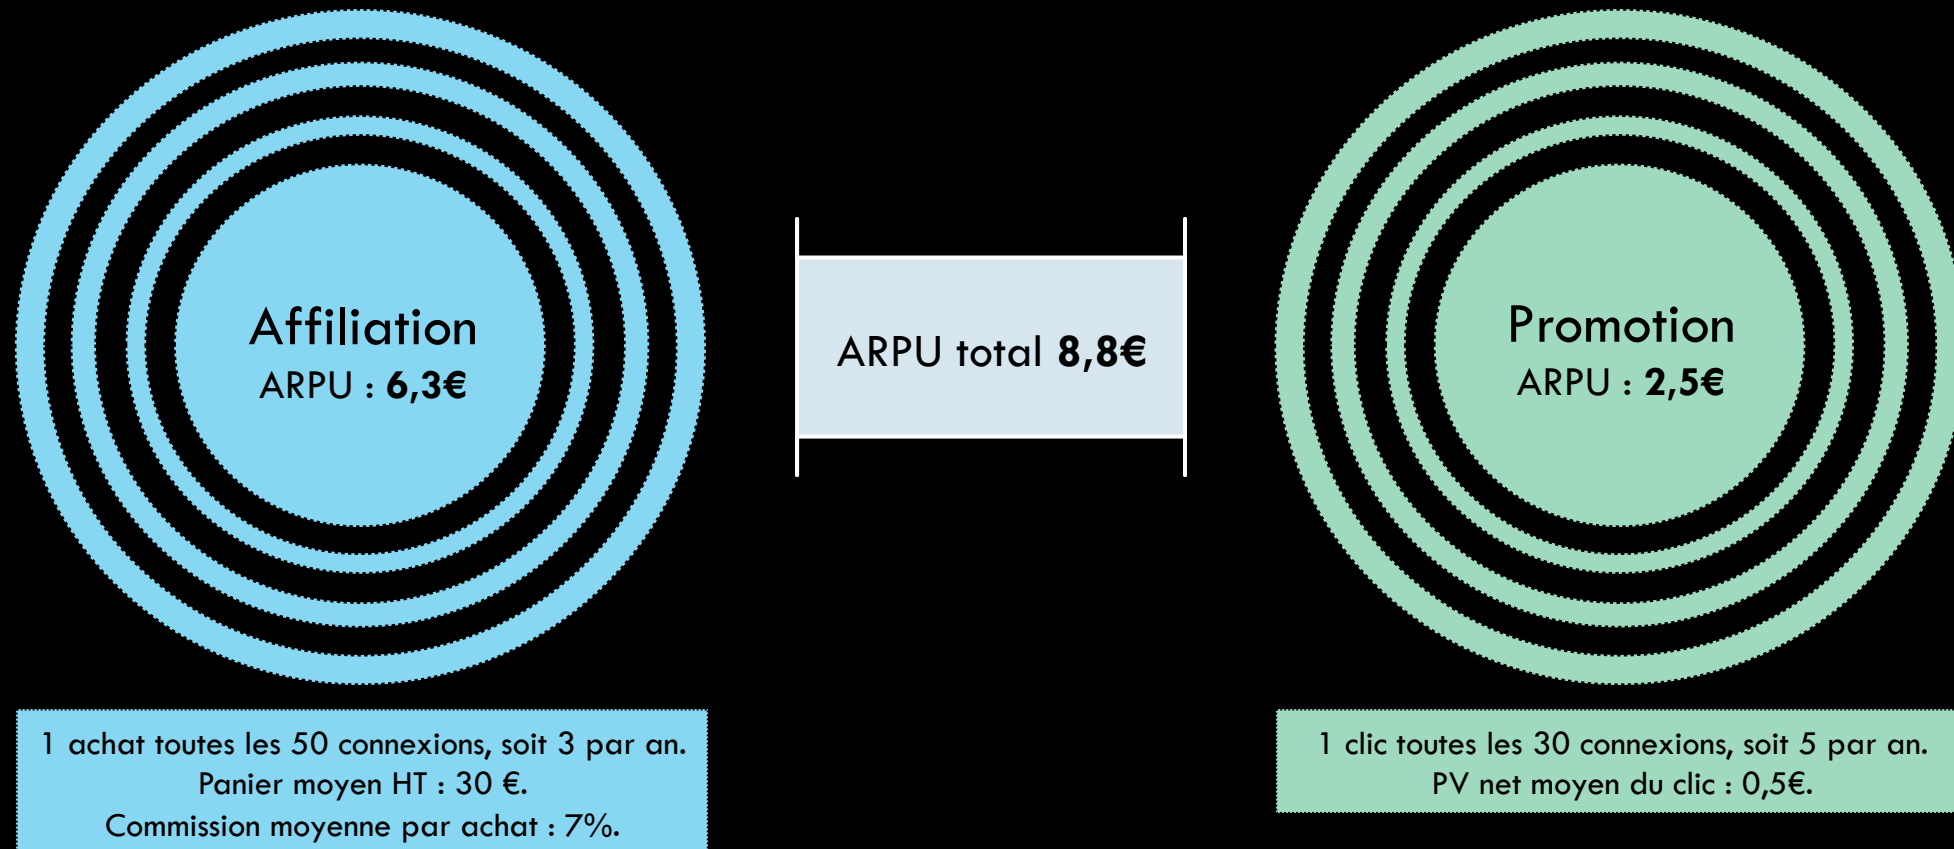 Affiliation
ARPU : 6,3€
ARPU total 8,8€
Promotion
ARPU : 2,5€
1 achat toutes les 50 connexions, soit 3 par an.
Panier moyen HT : 30 €.
Commission moyenne par achat : 7%.
1 clic toutes les 30 connexions, soit 5 par an.
PV net moyen du clic : 0,5€.